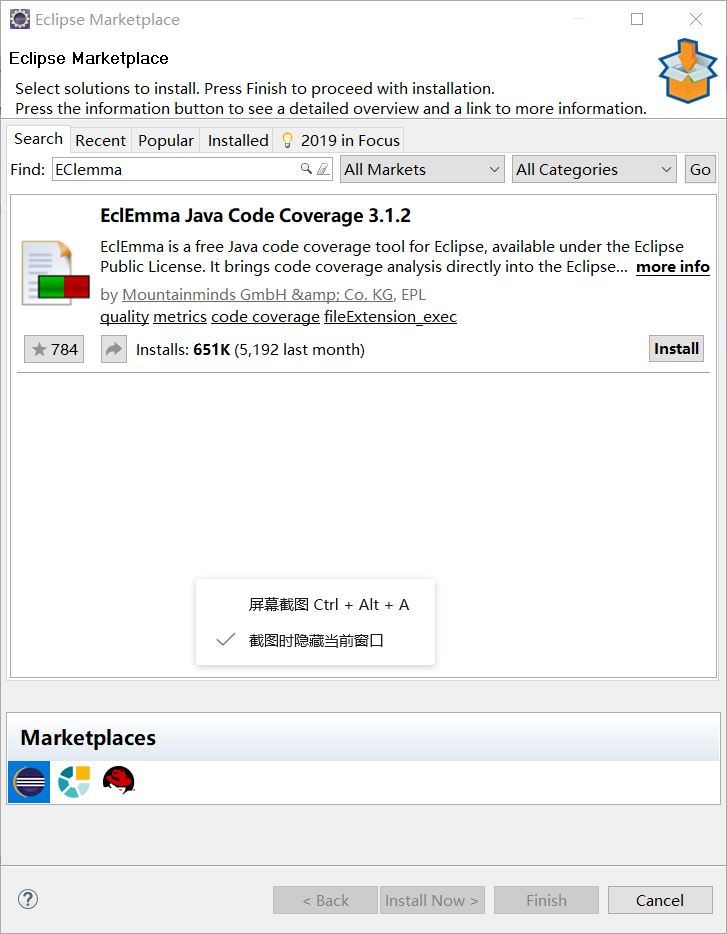 Eclipse Marketplace
Eclipse Marketplace
Select solutions to install. Press Finish to proceed with installation.
Press the information button to see a detailed overview and a link to more information.
Search Recent Popular Installed 2019 in Focus
Find: EClemma All Markets All Categories Go
EclEmma Java Code Coverage 3.1.2
EclEmma is a free Java code coverage tool for Eclipse, available under the Eclipse
Public License. It brings code coverage analysis directly into the Eclipse... more info
by Mountainminds GmbH &amp; Co. KG, EPL
quality metrics code coverage fileExtension_exec
784 Installs: 651K (5,192 last month) Install
屏幕截图 Ctrl + Alt + A
截图时隐藏当前窗口
Marketplaces
? < Back Install Now > Finish Cancel